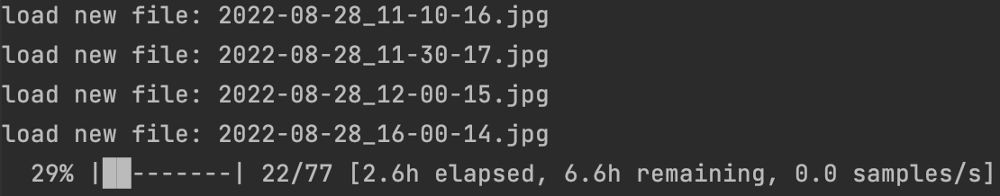 load new file: 2022-08-28_11-10-16.jpg
load new file: 2022-08-28_11-30-17.jpg
load new file: 2022-08-28_12-00-15.jpg
load new file: 2022-08-28_16-00-14.jpg
29% |██-------| 22/77 [2.6h elapsed, 6.6h remaining, 0.0 samples/s]